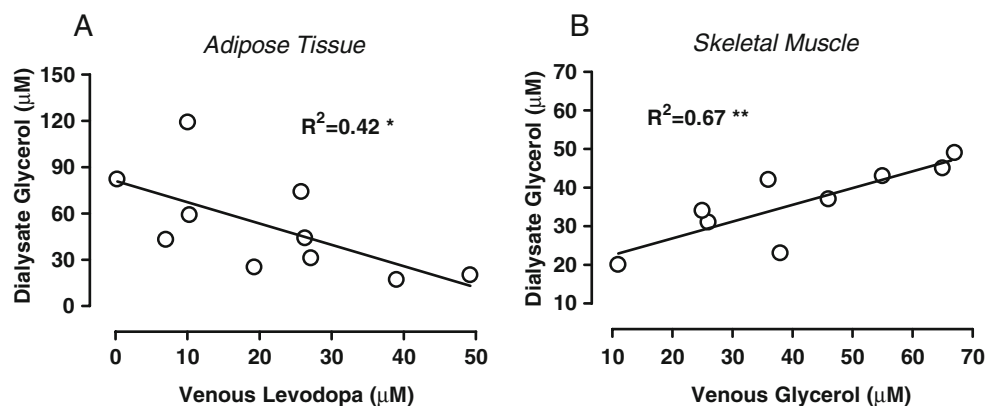 A
Adipose Tissue
Dialysate Glycerol (μM)
150
120
90
60
30
0
R²=0.42 *
0 10 20 30 40 50
Venous Levodopa (μM)
B
Skeletal Muscle
Dialysate Glycerol (μM)
70
60
50
40
30
20
10
R²=0.67 **
10 20 30 40 50 60 70
Venous Glycerol (μM)